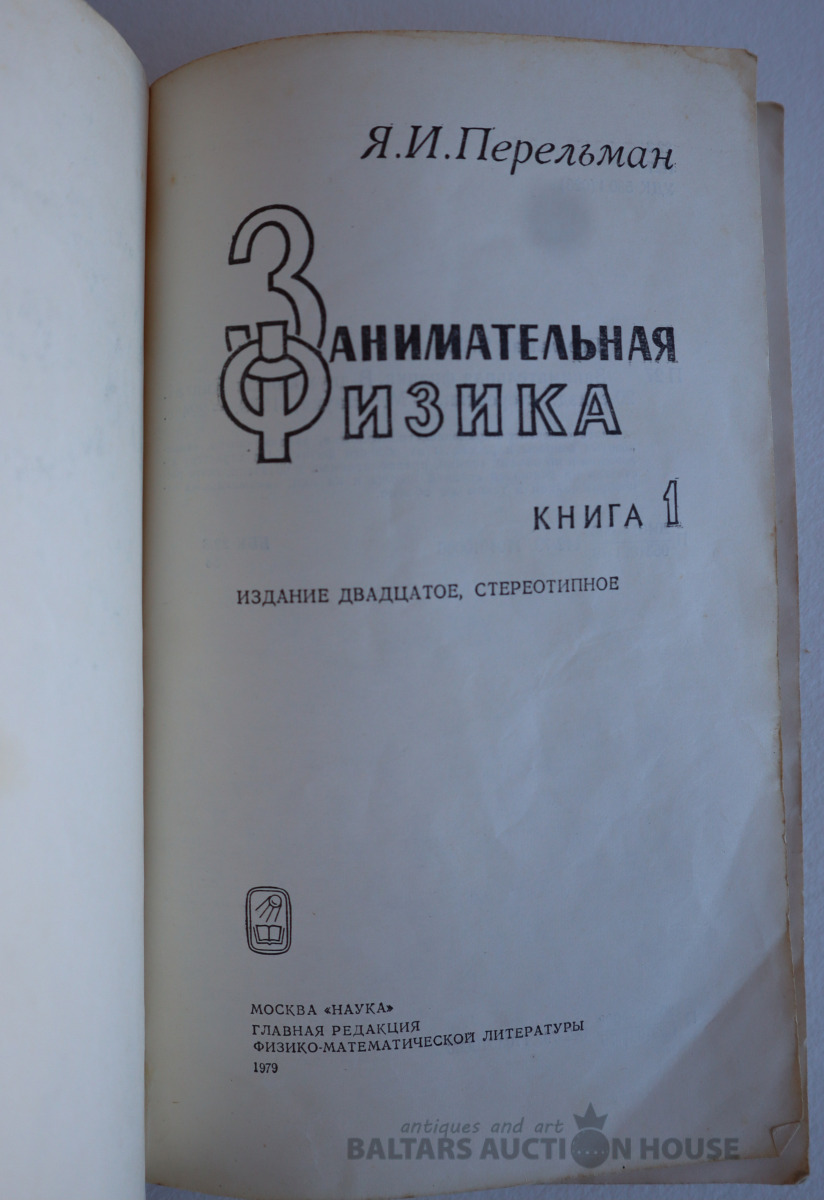 Я.И.Перельман
ЗАНИМАТЕЛЬНАЯ
ФИЗИКА
КНИГА 1
ИЗДАНИЕ ДВАДЦАТОЕ, СТЕРЕОТИПНОЕ
МОСКВА «НАУКА»
ГЛАВНАЯ РЕДАКЦИЯ
ФИЗИКО-МАТЕМАТИЧЕСКОЙ ЛИТЕРАТУРЫ
1979
antiques and art
BALTARS AUCTION HOUSE